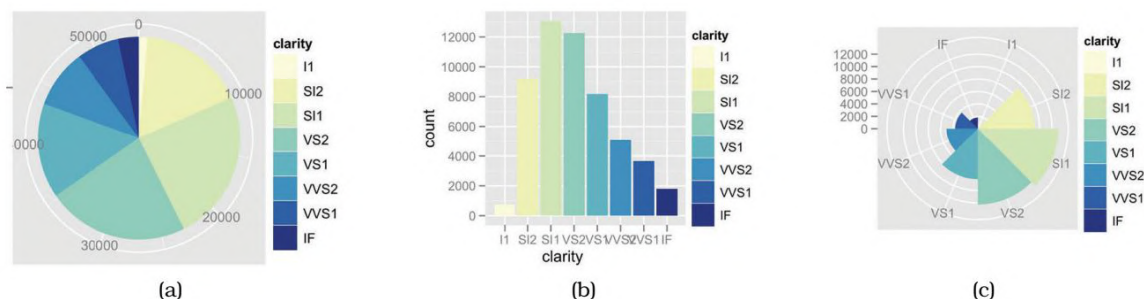 0
50000
10000
0000
20000
30000
clarity
I1
SI2
SI1
VS2
VS1
VVS2
VVS1
IF
(a)
12000
10000
8000
6000
4000
2000
0
count
I1 SI2 SI1 VS2 VS1 VVS2 VVS1 IF
clarity
clarity
I1
SI2
SI1
VS2
VS1
VVS2
VVS1
IF
(b)
12000
10000
8000
6000
4000
2000
0
IF
I1
VVS1
SI2
VVS2
SI1
VS1
VS2
clarity
I1
SI2
SI1
VS2
VS1
VVS2
VVS1
IF
(c)